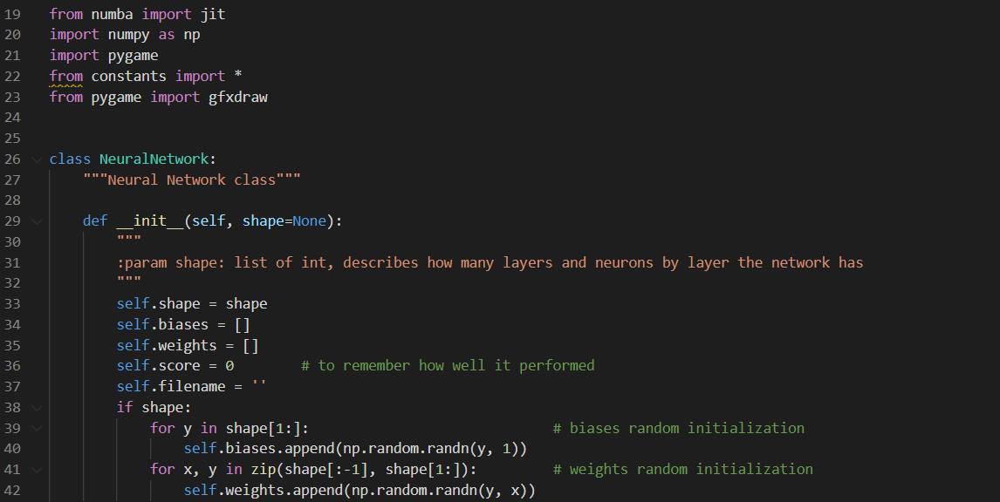 19 from numba import jit
20 import numpy as np
21 import pygame
22 from constants import *
23 from pygame import gfxdraw
24
25
26 class NeuralNetwork:
27     """Neural Network class"""
28
29     def __init__(self, shape=None):
30         """
31         :param shape: list of int, describes how many layers and neurons by layer the network has
32         """
33         self.shape = shape
34         self.biases = []
35         self.weights = []
36         self.score = 0        # to remember how well it performed
37         self.filename = ''
38         if shape:
39             for y in shape[1:]:                             # biases random initialization
40                 self.biases.append(np.random.randn(y, 1))
41             for x, y in zip(shape[:-1], shape[1:]):         # weights random initialization
42                 self.weights.append(np.random.randn(y, x))